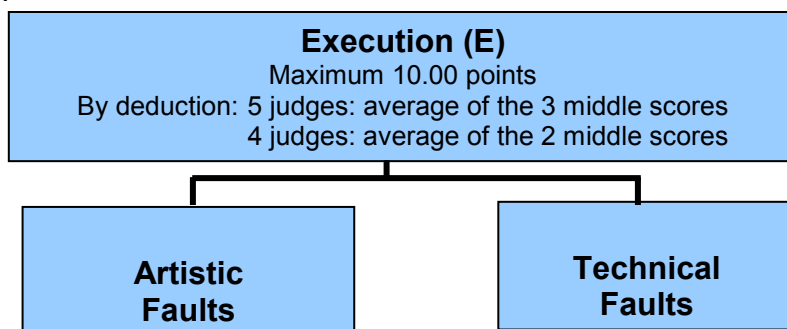 Execution (E)
Maximum 10.00 points
By deduction: 5 judges: average of the 3 middle scores
4 judges: average of the 2 middle scores
Artistic
Faults
Technical
Faults